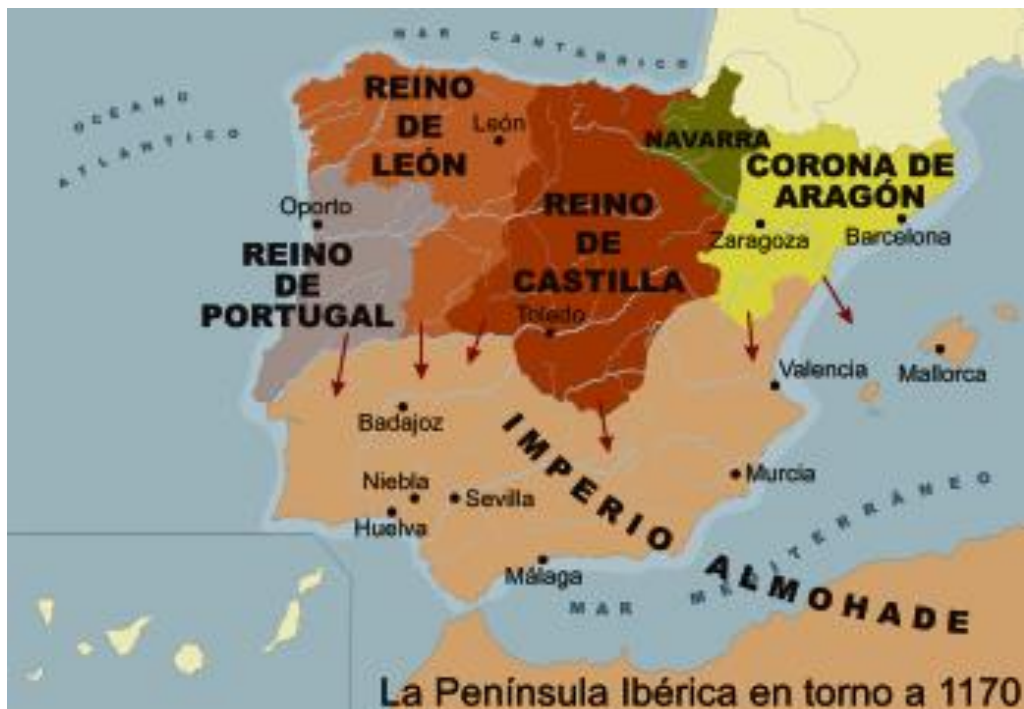 MAR CANTÁBRICO
OCEANO
ATLÁNTICO
REINO
DE
LEÓN
León
NAVARRA
CORONA DE
ARAGÓN
Oporto
REINO
DE
CASTILLA
Zaragoza
Barcelona
REINO
DE
PORTUGAL
Toledo
Valencia
Mallorca
Badajoz
IMPERIO ALMOHADE
Niebla
Sevilla
Murcia
Huelva
Málaga
MAR MEDITERRÁNEO
La Península Ibérica en torno a 1170